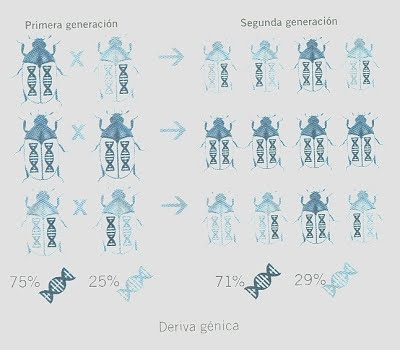 Primera generación
Segunda generación
X
X
X
75%
25%
71%
29%
Deriva génica